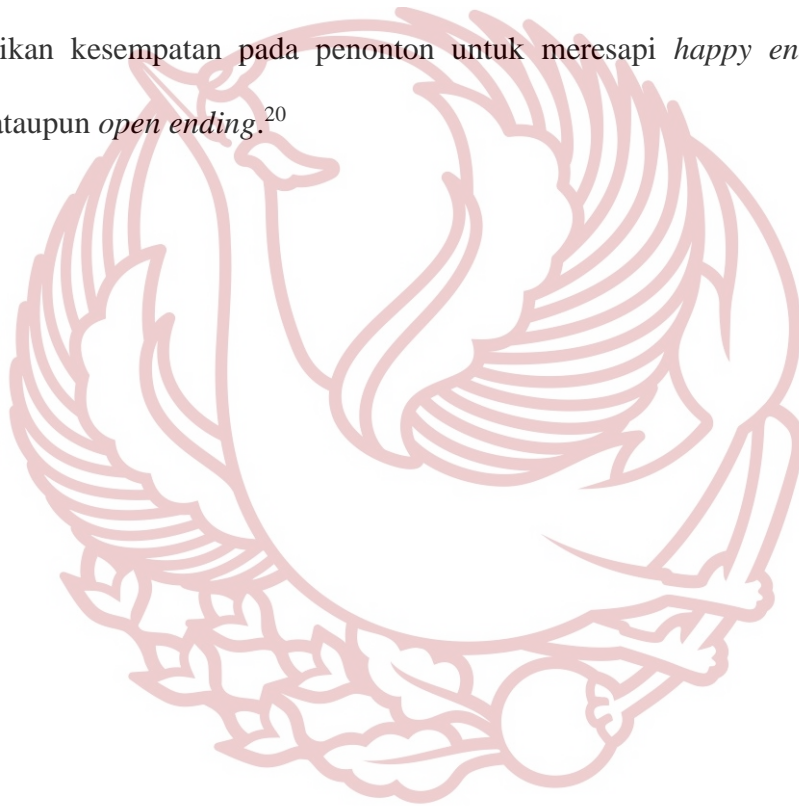 ikan kesempatan pada penonton untuk meresapi happy en
ataupun open ending.20